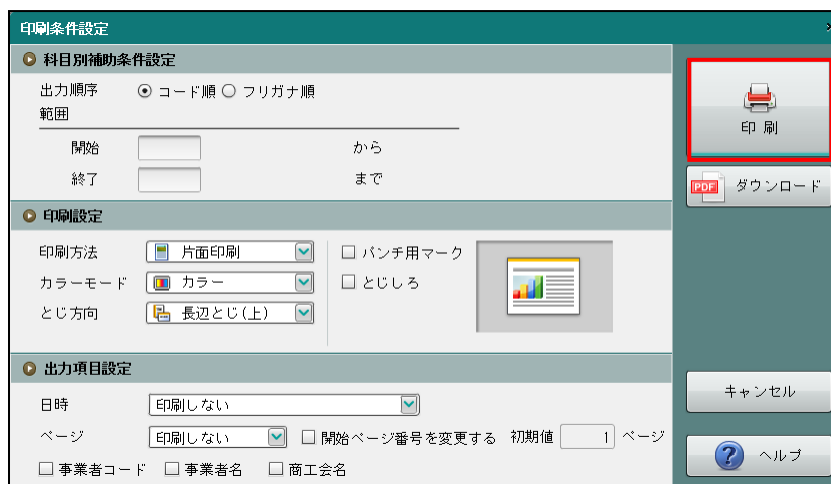 印刷条件設定
科目別補助条件設定
出力順序 コード順 フリガナ順
範囲
開始 から
終了 まで
印刷設定
印刷方法 片面印刷 パンチ用マーク
カラーモード カラー とじしろ
とじ方向 長辺とじ(上)
出力項目設定
日時 印刷しない
ページ 印刷しない 開始ページ番号を変更する 初期値 1 ページ
事業者コード 事業者名 商工会名
印 刷
PDF ダウンロード
キャンセル
? ヘルプ